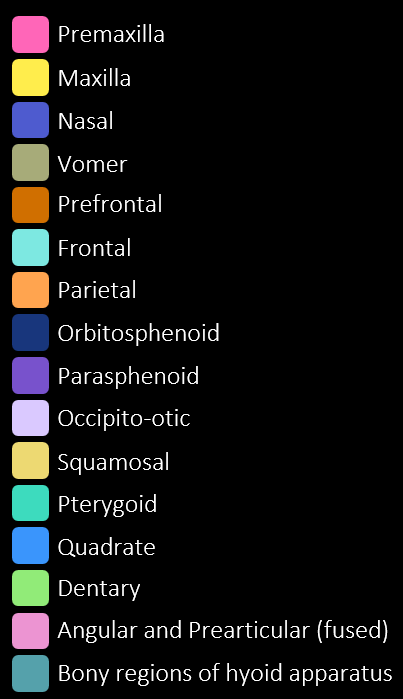 Premaxilla
Maxilla
Nasal
Vomer
Prefrontal
Frontal
Parietal
Orbitosphenoid
Parasphenoid
Occipito-otic
Squamosal
Pterygoid
Quadrate
Dentary
Angular and Prearticular (fused)
Bony regions of hyoid apparatus